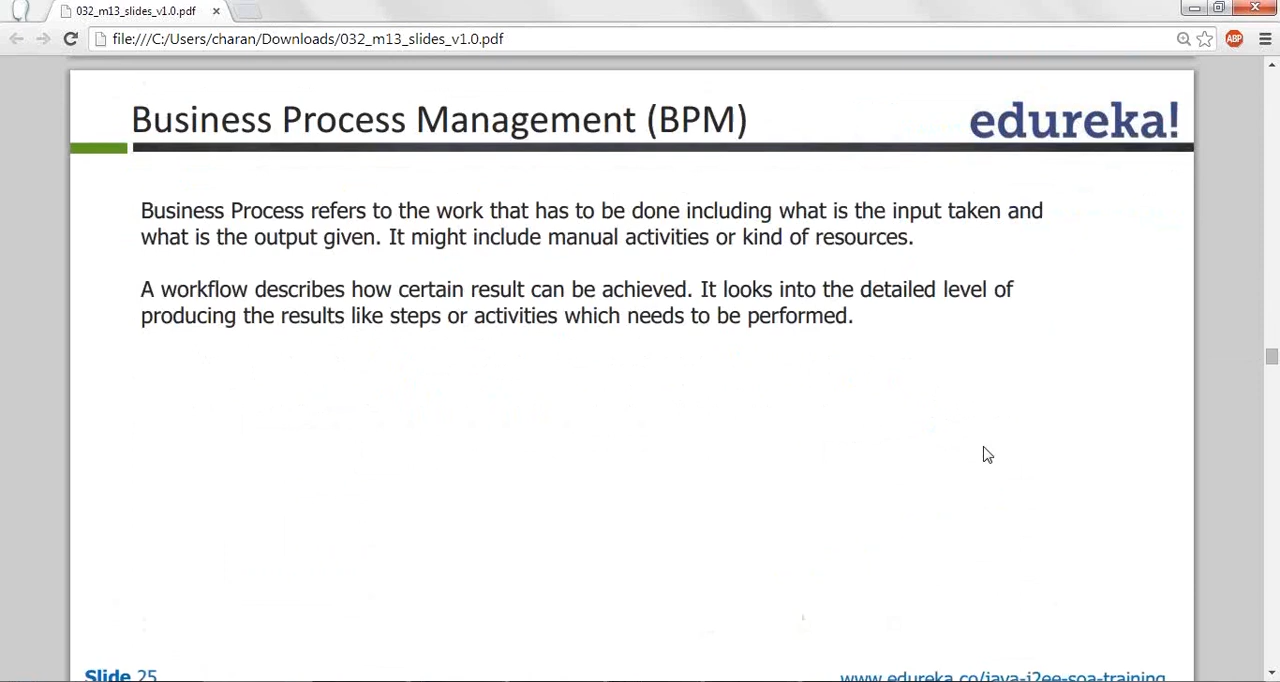 032_m13_slides_v1.0.pdf
file:///C:/Users/charan/Downloads/032_m13_slides_v1.0.pdf
ABP
Business Process Management (BPM)
edureka!
Business Process refers to the work that has to be done including what is the input taken and
what is the output given. It might include manual activities or kind of resources.
A workflow describes how certain result can be achieved. It looks into the detailed level of
producing the results like steps or activities which needs to be performed.
Slide 25
www.edureka.co/java-j2ee-soa-training